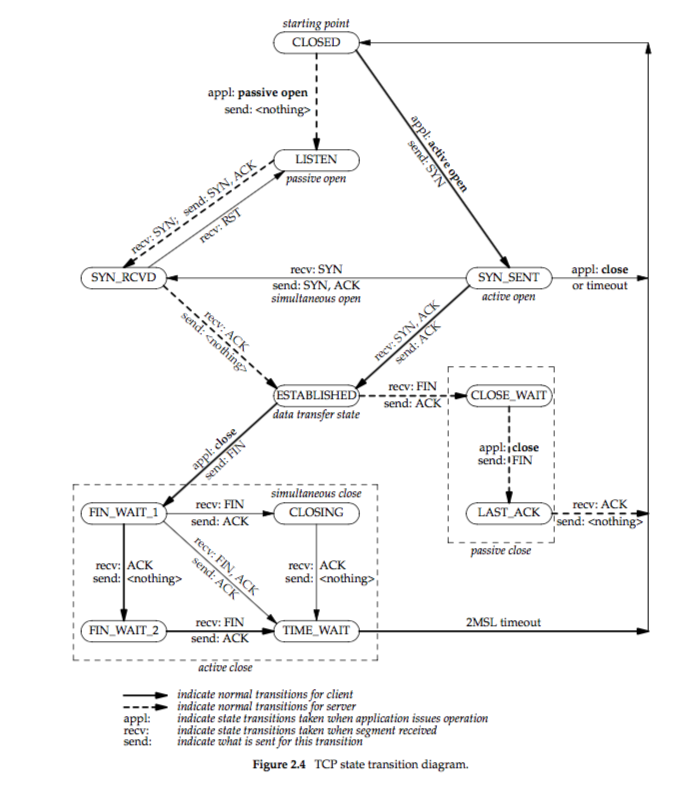 starting point
CLOSED
appl: passive open
send: <nothing>
appl: active open
send: SYN
LISTEN
passive open
recv: SYN; send: SYN, ACK
recv: RST
SYN_RCVD
recv: SYN
send: SYN, ACK
simultaneous open
SYN_SENT
active open
appl: close
or timeout
recv: ACK
send: <nothing>
recv: SYN, ACK
send: ACK
ESTABLISHED
data transfer state
recv: FIN
send: ACK
CLOSE_WAIT
appl: close
send: FIN
appl: close
send: FIN
LAST_ACK
recv: ACK
send: <nothing>
passive close
simultaneous close
FIN_WAIT_1
recv: FIN
send: ACK
CLOSING
recv: ACK
send: <nothing>
recv: FIN, ACK
send: ACK
recv: ACK
send: <nothing>
FIN_WAIT_2
recv: FIN
send: ACK
TIME_WAIT
2MSL timeout
active close
indicate normal transitions for client
indicate normal transitions for server
appl: indicate state transitions taken when application issues operation
recv: indicate state transitions taken when segment received
send: indicate what is sent for this transition
Figure 2.4 TCP state transition diagram.